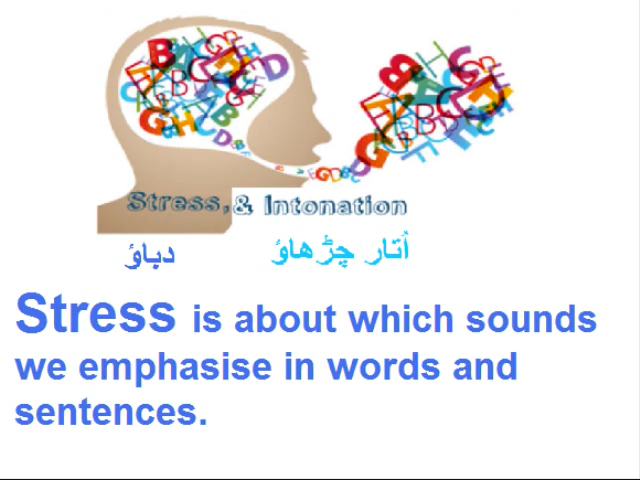 Stress, & Intonation
دباؤ اُتار چڑھاؤ
Stress is about which sounds
we emphasise in words and
sentences.